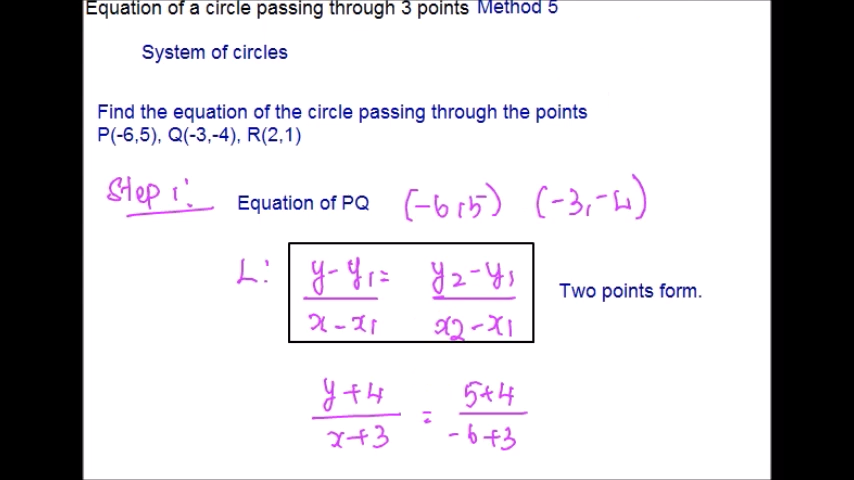 Equation of a circle passing through 3 points Method 5
System of circles
Find the equation of the circle passing through the points
P(-6,5), Q(-3,-4), R(2,1)
Step 1: Equation of PQ (-6,5) (-3,-4)
L: y-y1 = y2-y1
x-x1 x2-x1
Two points form.
y+4 = 5+4
x+3 -6+3